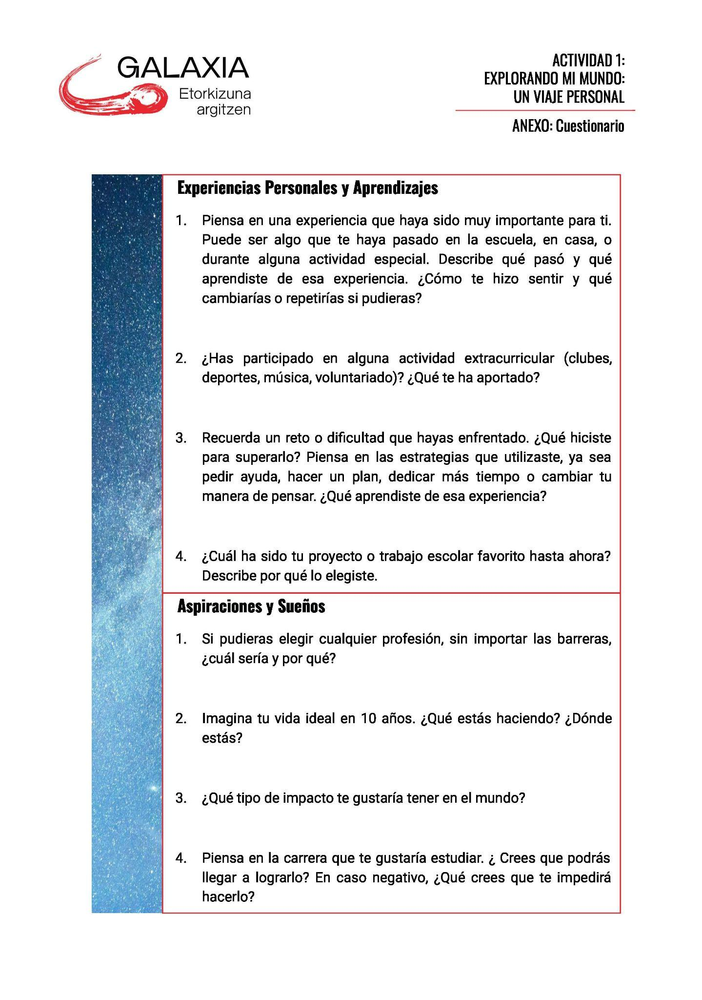 GALAXIA
Etorkizuna
argitzen
ACTIVIDAD 1:
EXPLORANDO MI MUNDO:
UN VIAJE PERSONAL
ANEXO: Cuestionario
Experiencias Personales y Aprendizajes
1. Piensa en una experiencia que haya sido muy importante para ti.
Puede ser algo que te haya pasado en la escuela, en casa, o
durante alguna actividad especial. Describe qué pasó y qué
aprendiste de esa experiencia. ¿Cómo te hizo sentir y qué
cambiarías o repetirías si pudieras?
2. ¿Has participado en alguna actividad extracurricular (clubes,
deportes, música, voluntariado)? ¿Qué te ha aportado?
3. Recuerda un reto o dificultad que hayas enfrentado. ¿Qué hiciste
para superarlo? Piensa en las estrategias que utilizaste, ya sea
pedir ayuda, hacer un plan, dedicar más tiempo o cambiar tu
manera de pensar. ¿Qué aprendiste de esa experiencia?
4. ¿Cuál ha sido tu proyecto o trabajo escolar favorito hasta ahora?
Describe por qué lo elegiste.
Aspiraciones y Sueños
1. Si pudieras elegir cualquier profesión, sin importar las barreras,
¿cuál sería y por qué?
2. Imagina tu vida ideal en 10 años. ¿Qué estás haciendo? ¿Dónde
estás?
3. ¿Qué tipo de impacto te gustaría tener en el mundo?
4. Piensa en la carrera que te gustaría estudiar. ¿ Crees que podrás
llegar a lograrlo? En caso negativo, ¿Qué crees que te impedirá
hacerlo?